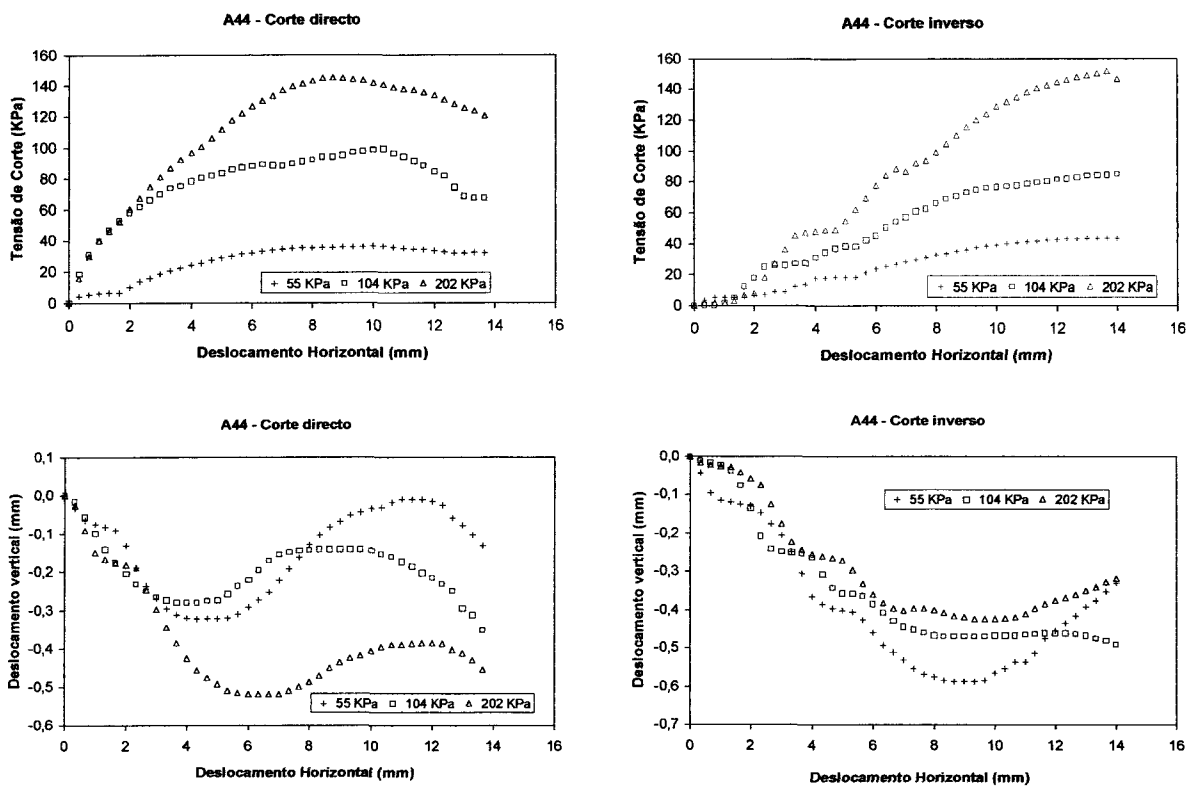 A44 - Corte directo
160
140
120
100
80
60
40
20
0
Tensão de Corte (KPa)
55 KPa 104 KPa 202 KPa
0 2 4 6 8 10 12 14 16
Deslocamento Horizontal (mm)
A44 - Corte inverso
160
140
120
100
80
60
40
20
0
Tensão de Corte (KPa)
55 KPa 104 KPa 202 KPa
0 2 4 6 8 10 12 14 16
Deslocamento Horizontal (mm)
A44 - Corte directo
0,1
0,0
-0,1
-0,2
-0,3
-0,4
-0,5
-0,6
Deslocamento vertical (mm)
55 KPa 104 KPa 202 KPa
0 2 4 6 8 10 12 14 16
Deslocamento Horizontal (mm)
A44 - Corte inverso
0,0
-0,1
-0,2
-0,3
-0,4
-0,5
-0,6
-0,7
Deslocamento vertical (mm)
55 KPa 104 KPa 202 KPa
0 2 4 6 8 10 12 14 16
Deslocamento Horizontal (mm)